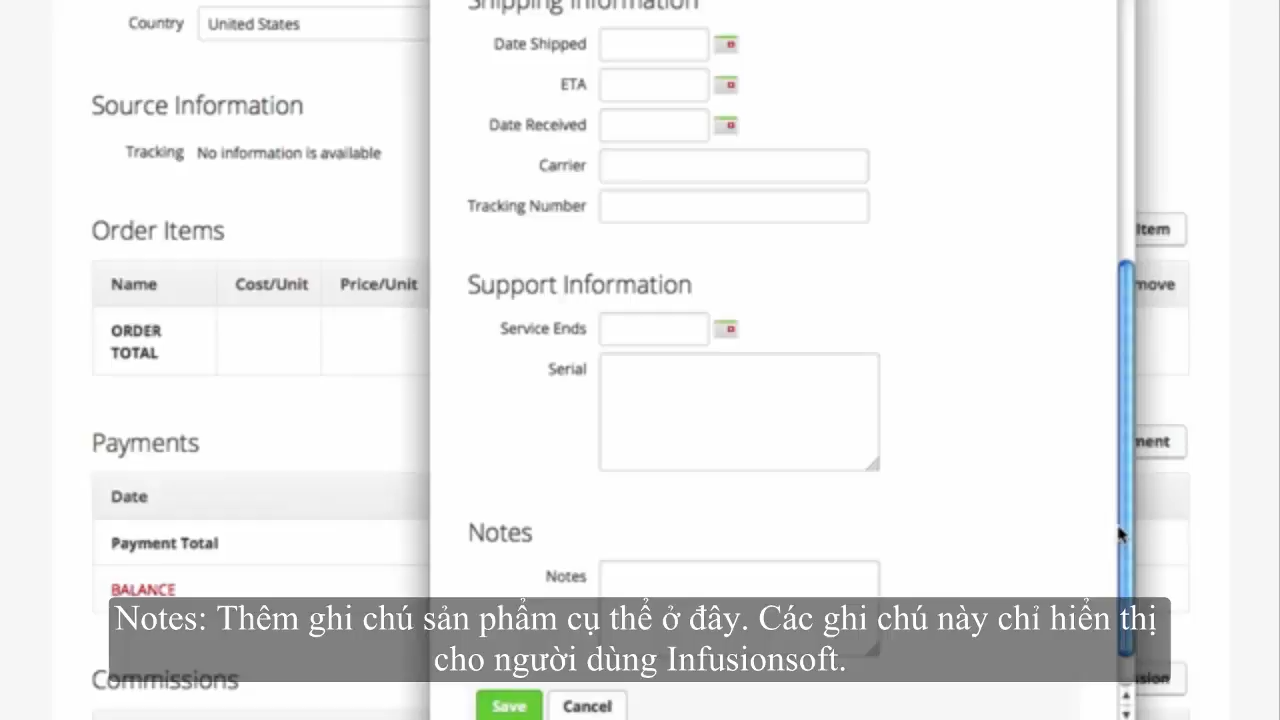 Country United States
Source Information
Tracking No information is available
Order Items
Name Cost/Unit Price/Unit
ORDER
TOTAL
Payments
Date
Payment Total
BALANCE
Commissions
Shipping Information
Date Shipped
ETA
Date Received
Carrier
Tracking Number
Support Information
Service Ends
Serial
Notes
Notes
Save Cancel
Item
move
ment
sion
Notes: Thêm ghi chú sản phẩm cụ thể ở đây. Các ghi chú này chỉ hiển thị
cho người dùng Infusionsoft.